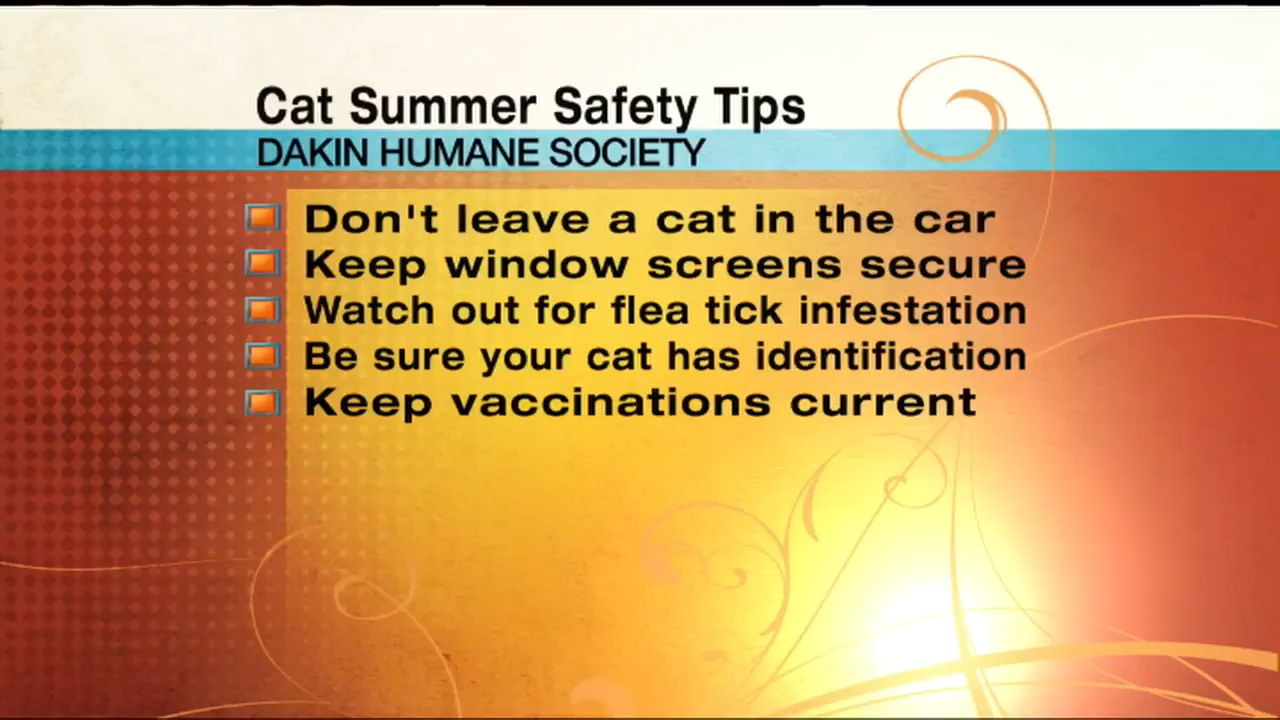 Cat Summer Safety Tips
DAKIN HUMANE SOCIETY
Don't leave a cat in the car
Keep window screens secure
Watch out for flea tick infestation
Be sure your cat has identification
Keep vaccinations current